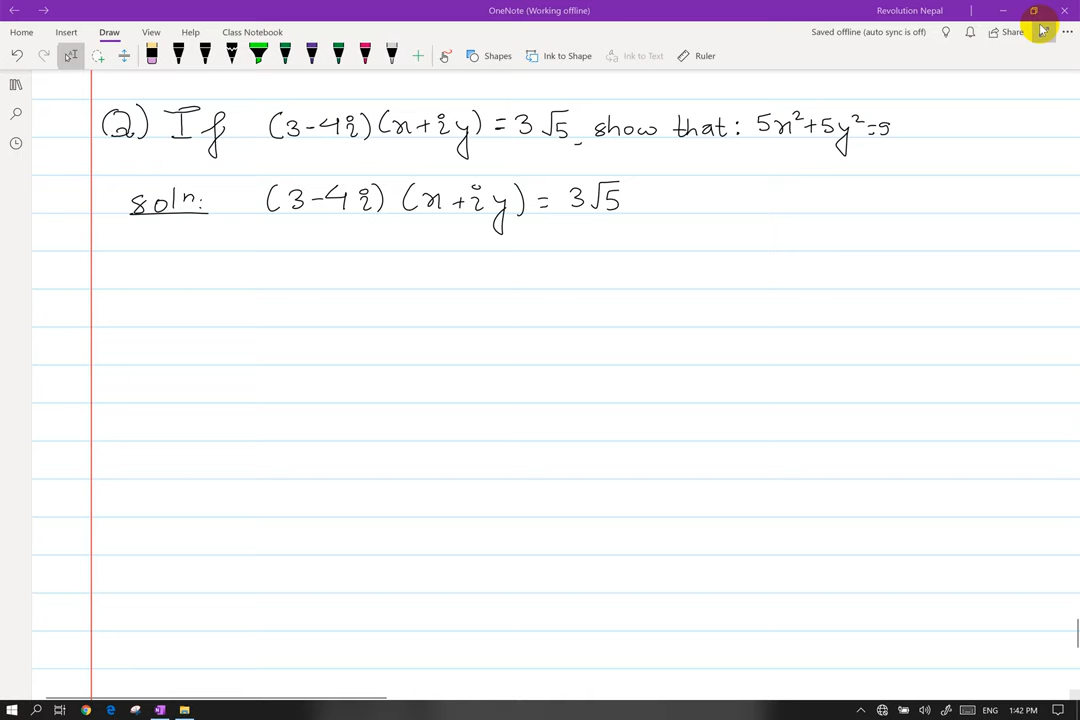 OneNote (Working offline)
Revolution Nepal
Home Insert Draw View Help Class Notebook
Saved offline (auto sync is off)
Share
Shapes
Ink to Shape
Ink to Text
Ruler
Q) If (3-4i)(x+iy) = 3√5, show that: 5x²+5y²=9
soln: (3-4i) (x+iy) = 3√5
ENG 1:42 PM